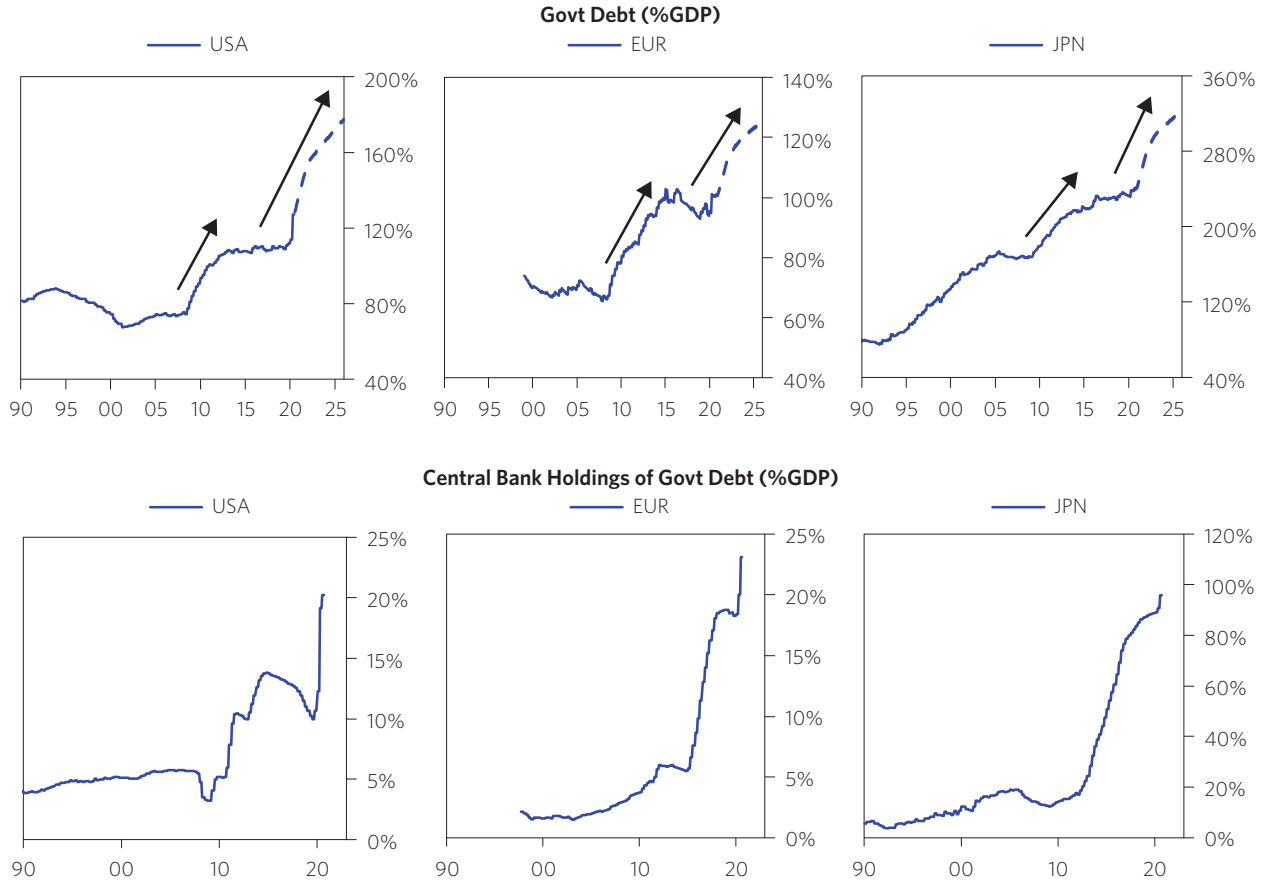 Govt Debt (%GDP)
USA
EUR
JPN
200%
160%
120%
80%
40%
90 95 00 05 10 15 20 25
140%
120%
100%
80%
60%
40%
90 95 00 05 10 15 20 25
360%
280%
200%
120%
40%
90 95 00 05 10 15 20 25
Central Bank Holdings of Govt Debt (%GDP)
USA
EUR
JPN
25%
20%
15%
10%
5%
0%
90 00 10 20
25%
20%
15%
10%
5%
0%
90 00 10 20
120%
100%
80%
60%
40%
20%
0%
90 00 10 20